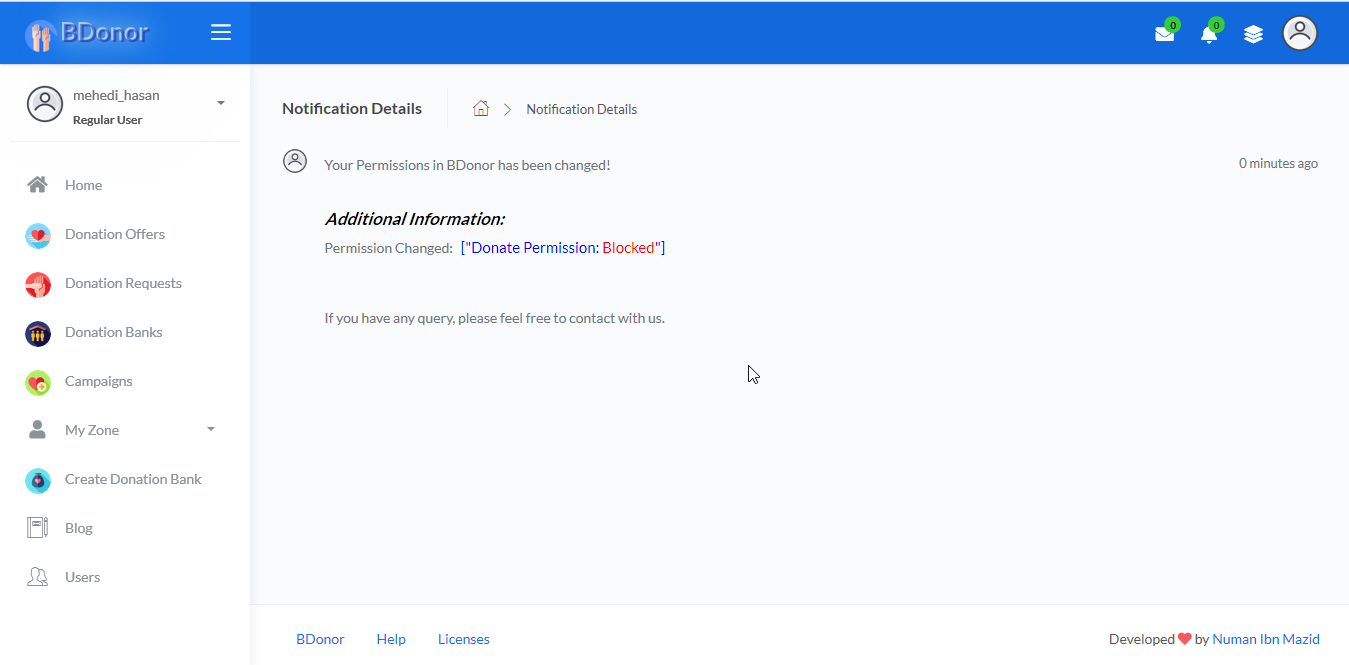 BDonor
0
0
mehedi_hasan
Regular User
Home
Donation Offers
Donation Requests
Donation Banks
Campaigns
My Zone
Create Donation Bank
Blog
Users
Notification Details
Notification Details
Your Permissions in BDonor has been changed!
0 minutes ago
Additional Information:
Permission Changed: ["Donate Permission: Blocked"]
If you have any query, please feel free to contact with us.
BDonor Help Licenses
Developed by Numan Ibn Mazid